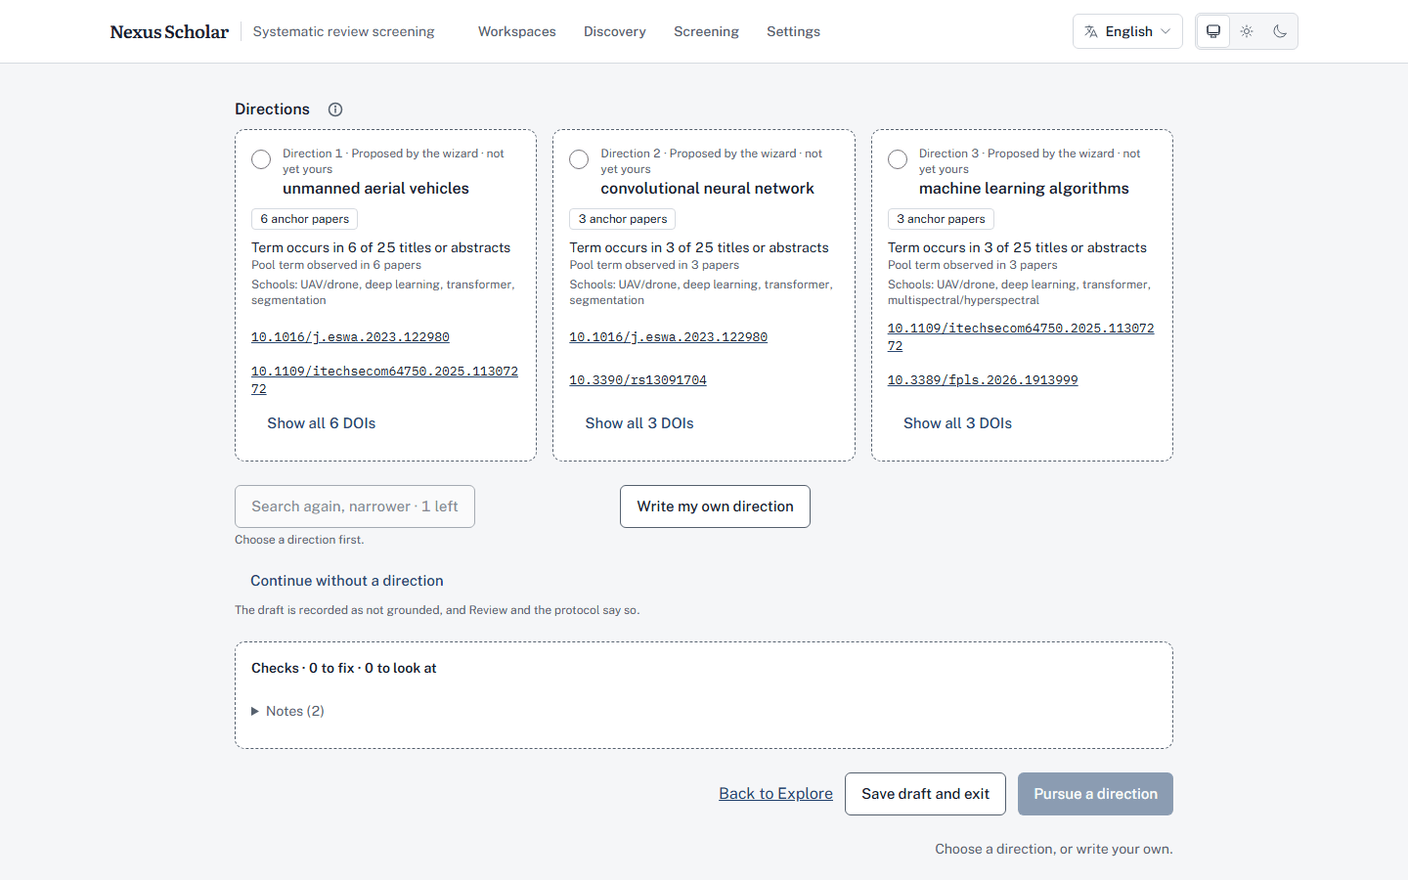 Nexus Scholar
Systematic review screening
Workspaces
Discovery
Screening
Settings
English
Directions
Direction 1 · Proposed by the wizard · not
yet yours
unmanned aerial vehicles
6 anchor papers
Term occurs in 6 of 25 titles or abstracts
Pool term observed in 6 papers
Schools: UAV/drone, deep learning, transformer,
segmentation
10.1016/j.eswa.2023.122980
10.1109/itechsecom64750.2025.113072
72
Show all 6 DOIs
Direction 2 · Proposed by the wizard · not
yet yours
convolutional neural network
3 anchor papers
Term occurs in 3 of 25 titles or abstracts
Pool term observed in 3 papers
Schools: UAV/drone, deep learning, transformer,
segmentation
10.1016/j.eswa.2023.122980
10.3390/rs13091704
Show all 3 DOIs
Direction 3 · Proposed by the wizard · not
yet yours
machine learning algorithms
3 anchor papers
Term occurs in 3 of 25 titles or abstracts
Pool term observed in 3 papers
Schools: UAV/drone, deep learning, transformer,
multispectral/hyperspectral
10.1109/itechsecom64750.2025.113072
72
10.3389/fpls.2026.1913999
Show all 3 DOIs
Search again, narrower · 1 left
Write my own direction
Choose a direction first.
Continue without a direction
The draft is recorded as not grounded, and Review and the protocol say so.
Checks · 0 to fix · 0 to look at
Notes (2)
Back to Explore
Save draft and exit
Pursue a direction
Choose a direction, or write your own.